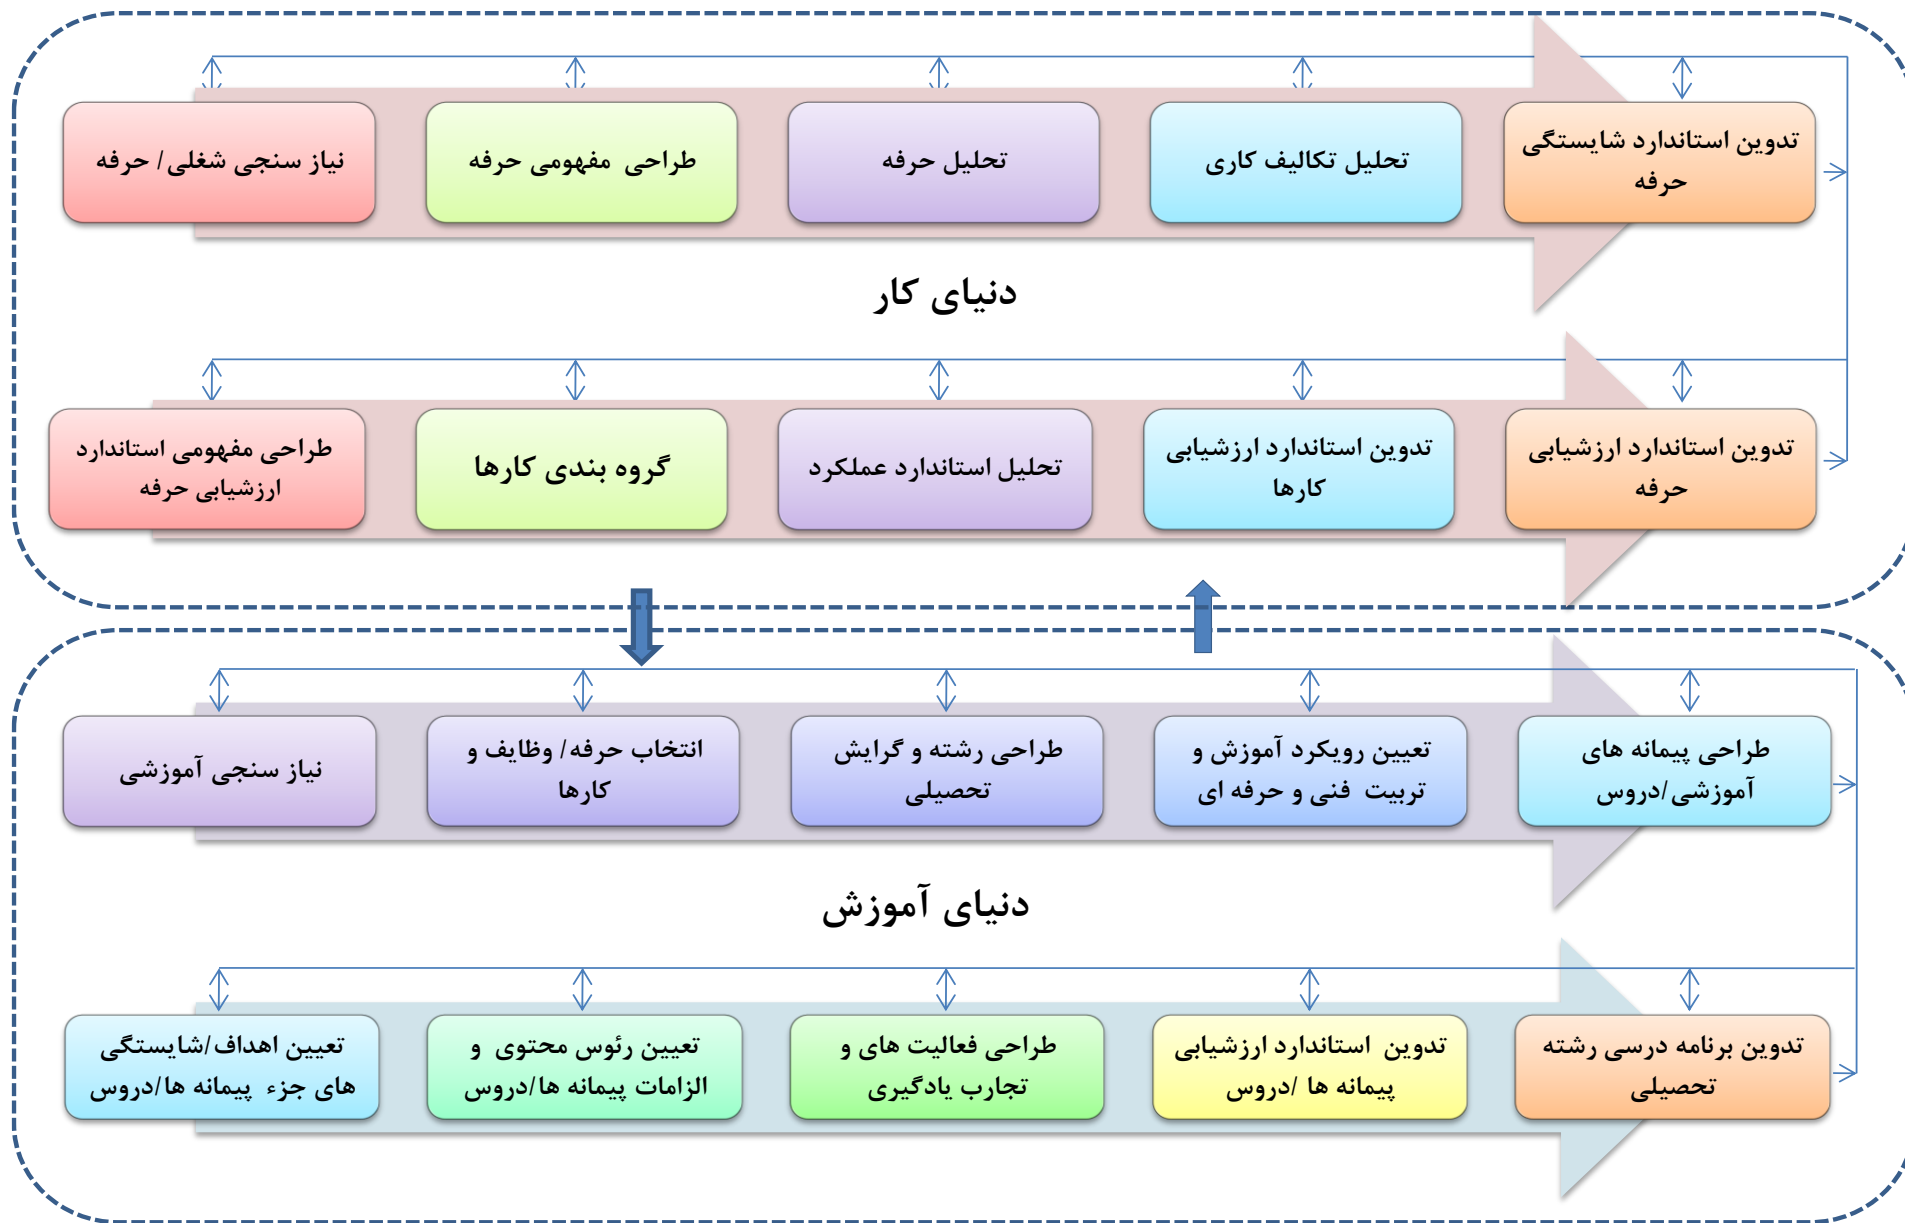 نیاز سنجی شغلی/ حرفه
طراحی مفهومی حرفه
تحلیل حرفه
تحلیل تکالیف کاری
تدوین استاندارد شایستگی
حرفه
دنیای کار
طراحی مفهومی استاندارد
ارزشیابی حرفه
گروه بندی کارها
تحلیل استاندارد عملکرد
تدوین استاندارد ارزشیابی
کارها
تدوین استاندارد ارزشیابی
حرفه
نیاز سنجی آموزشی
انتخاب حرفه/ وظایف و
کارها
طراحی رشته و گرایش
تحصیلی
تعیین رویکرد آموزش و
تربیت فنی و حرفه ای
طراحی پیمانه های
آموزشی/دروس
دنیای آموزش
تعیین اهداف/شایستگی
های جزء پیمانه ها/دروس
تعیین رئوس محتوی و
الزامات پیمانه ها/دروس
طراحی فعالیت های و
تجارب یادگیری
تدوین استاندارد ارزشیابی
پیمانه ها /دروس
تدوین برنامه درسی رشته
تحصیلی